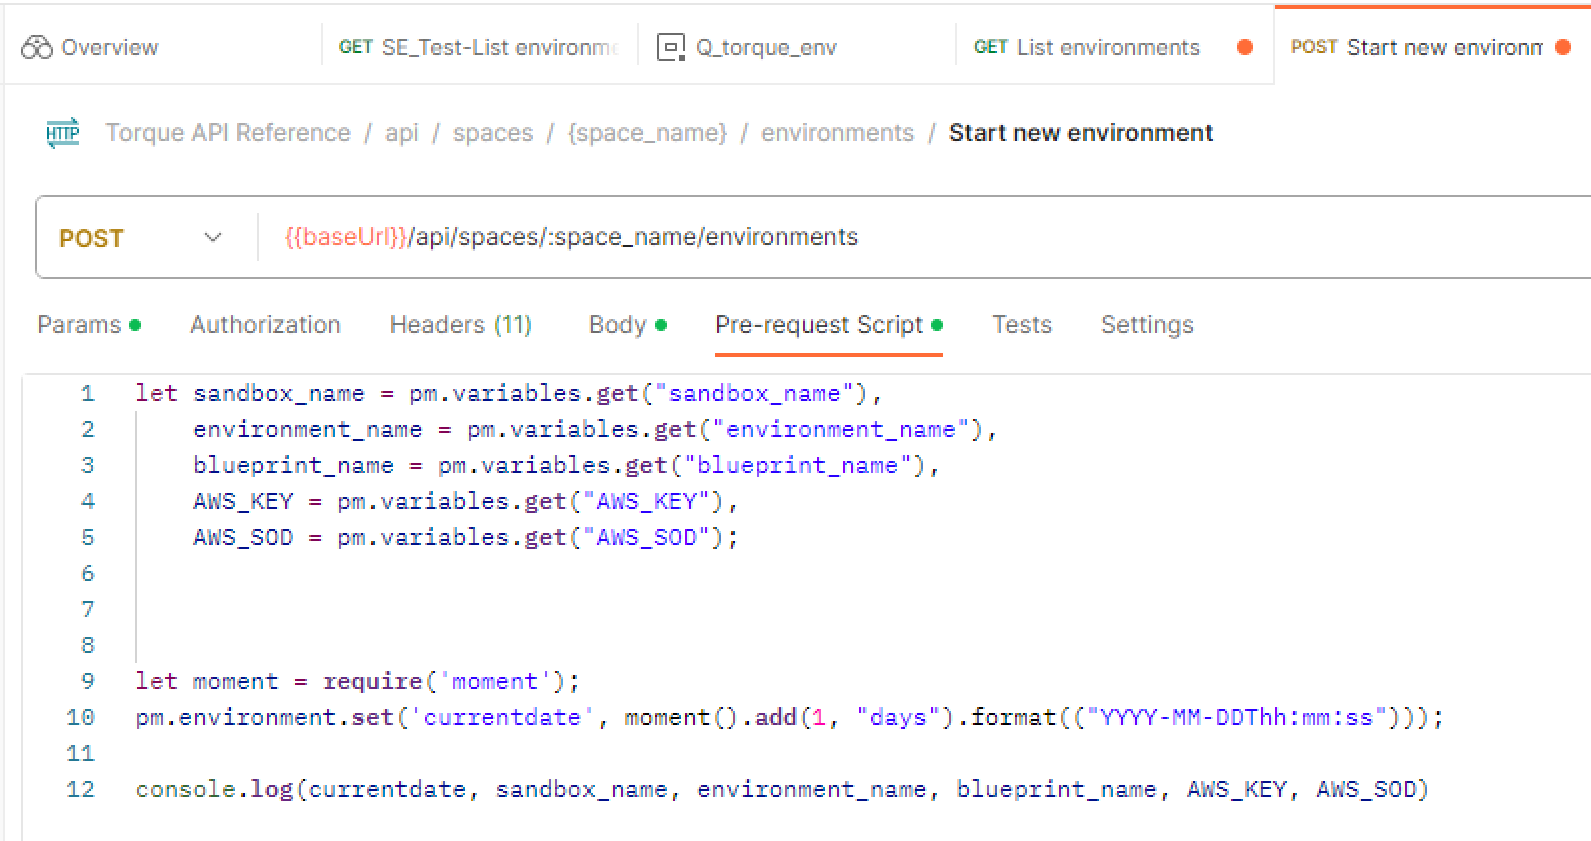 Overview GET SE_Test-List environme Q_torque_env GET List environments POST Start new environm
HTTP Torque API Reference / api / spaces / {space_name} / environments / Start new environment
POST {{baseUrl}}/api/spaces/:space_name/environments
Params Authorization Headers (11) Body Pre-request Script Tests Settings
1 let sandbox_name = pm.variables.get("sandbox_name"),
2 environment_name = pm.variables.get("environment_name"),
3 blueprint_name = pm.variables.get("blueprint_name"),
4 AWS_KEY = pm.variables.get("AWS_KEY"),
5 AWS_SOD = pm.variables.get("AWS_SOD");
6
7
8
9 let moment = require('moment');
10 pm.environment.set('currentdate', moment().add(1, "days").format(("YYYY-MM-DDThh:mm:ss")));
11
12 console.log(currentdate, sandbox_name, environment_name, blueprint_name, AWS_KEY, AWS_SOD)